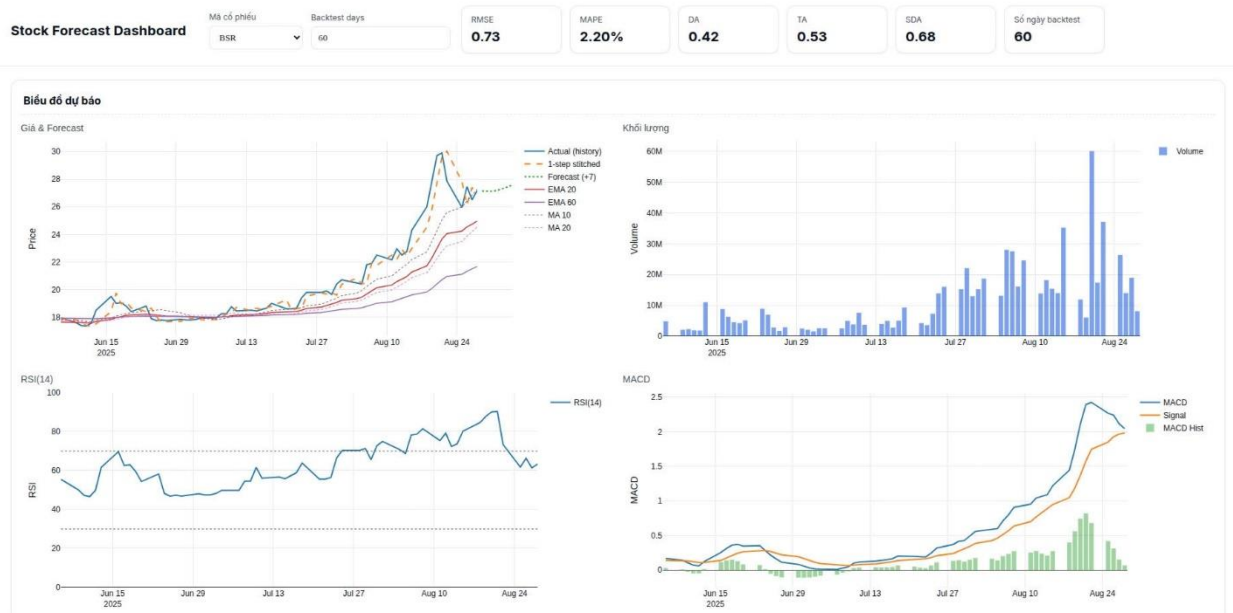 Stock Forecast Dashboard
Mã cổ phiếu
BSR
Backtest days
60
RMSE
0.73
MAPE
2.20%
DA
0.42
TA
0.53
SDA
0.68
Số ngày backtest
60
Biểu đồ dự báo
Giá & Forecast
30
28
26
24
22
20
18
Price
Jun 15
2025
Jun 29
Jul 13
Jul 27
Aug 10
Aug 24
Actual (history)
1-step stitched
Forecast (+7)
EMA 20
EMA 60
MA 10
MA 20
Khối lượng
60M
50M
40M
30M
20M
10M
0
Volume
Jun 15
2025
Jun 29
Jul 13
Jul 27
Aug 10
Aug 24
Volume
RSI(14)
100
80
60
40
20
0
RSI
Jun 15
2025
Jun 29
Jul 13
Jul 27
Aug 10
Aug 24
RSI(14)
MACD
2.5
2
1.5
1
0.5
0
MACD
Jun 15
2025
Jun 29
Jul 13
Jul 27
Aug 10
Aug 24
MACD
Signal
MACD Hist